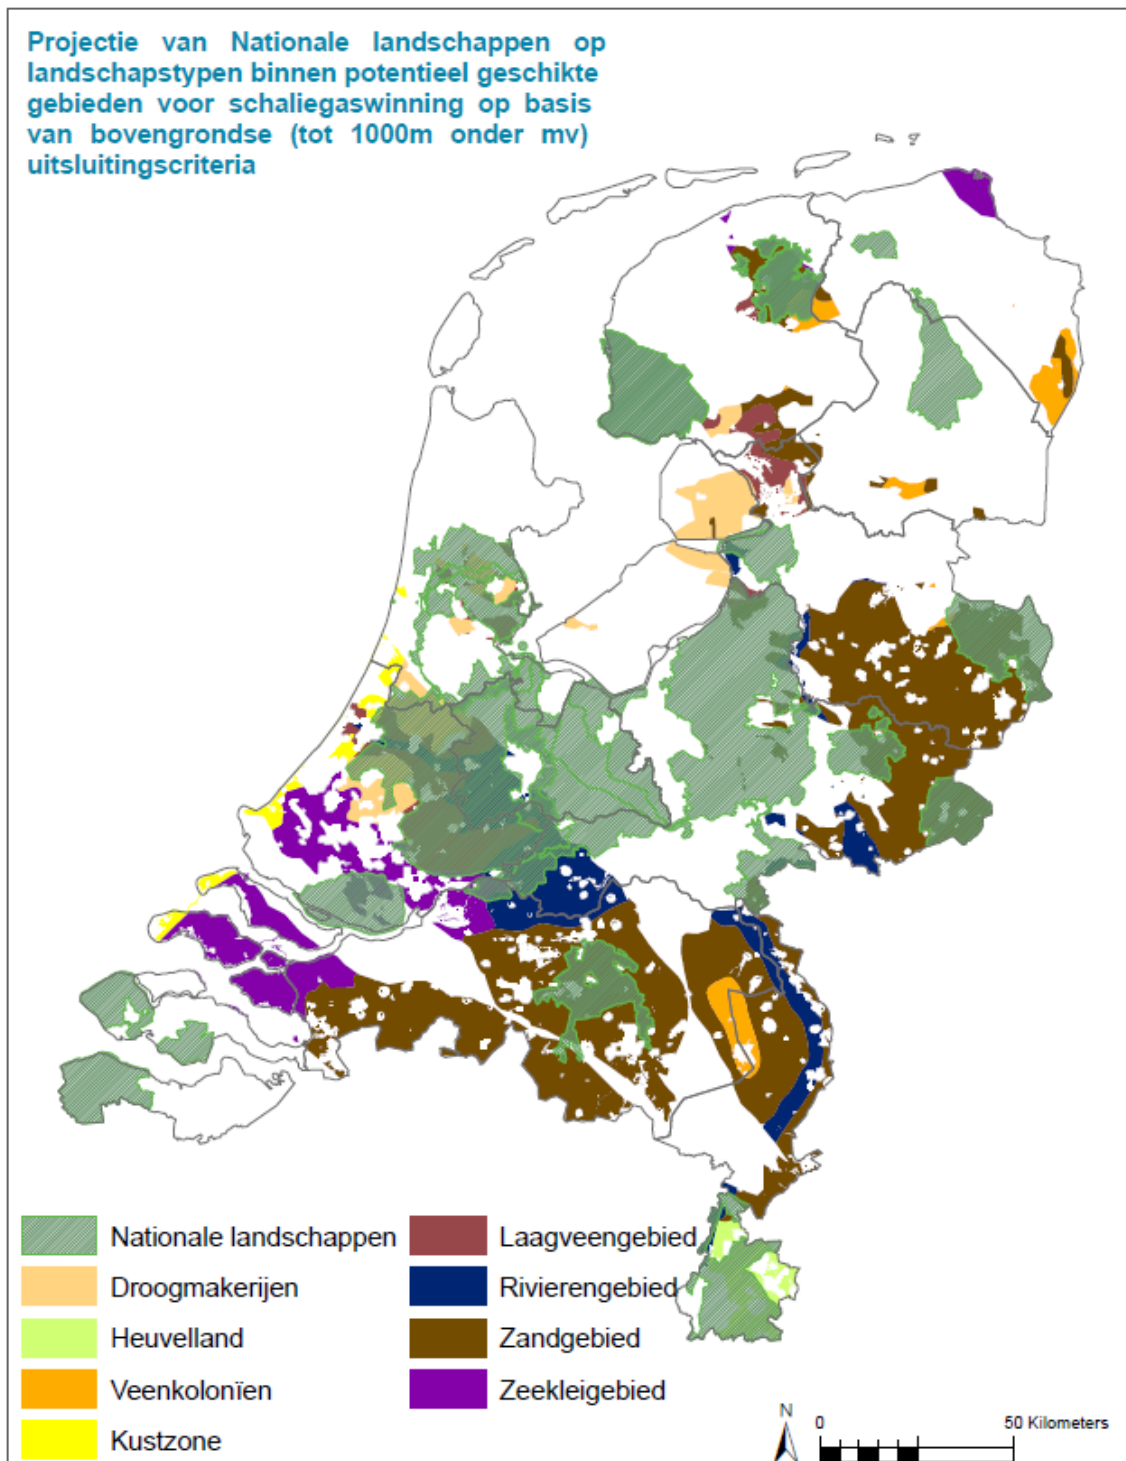 Projectie van Nationale landschappen op
landschapstypen binnen potentieel geschikte
gebieden voor schaliegaswinning op basis
van bovengrondse (tot 1000m onder mv)
uitsluitingscriteria
Nationale landschappen
Droogmakerijen
Heuvelland
Veenkolonïen
Kustzone
Laagveengebied
Rivierengebied
Zandgebied
Zeekleigebied
N
0 50 Kilometers